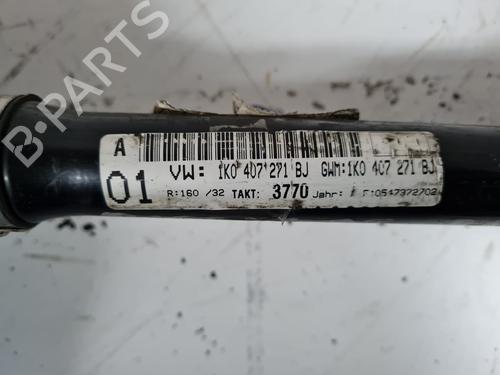 B-PARTS
A
01
VW: 1K0 407 271 BJ GWM:1K0 407 271 BJ
R:160 /32 TAKT: 3770 Jahr: